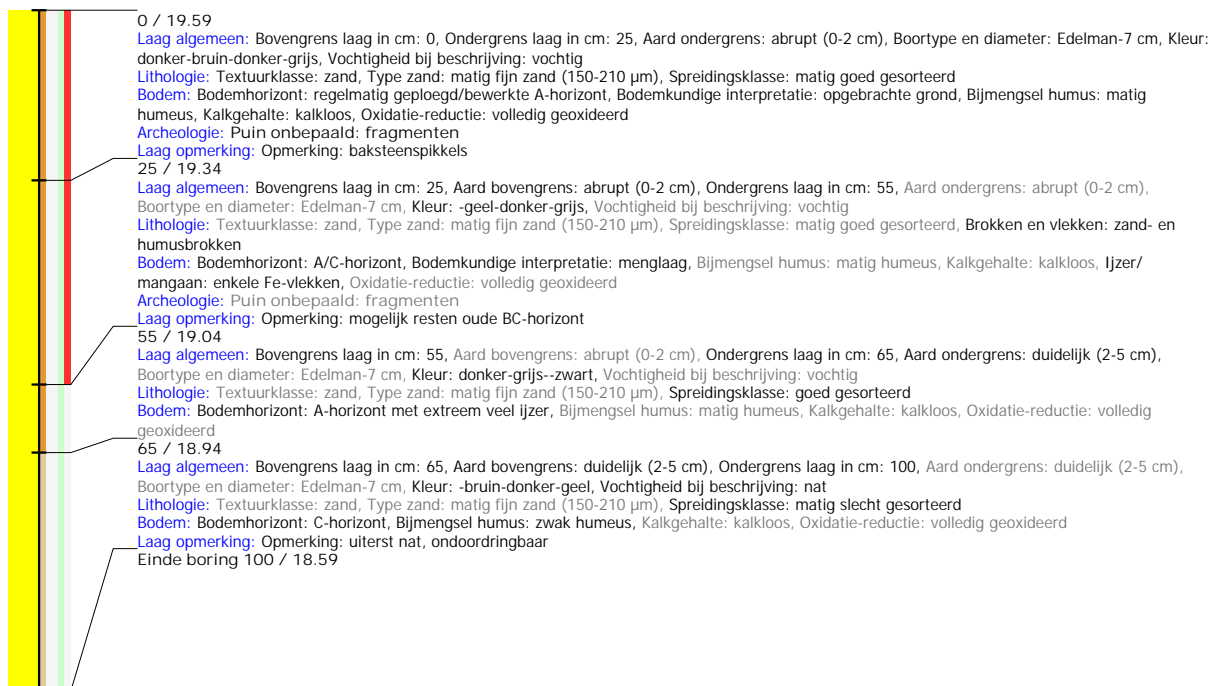 0 / 19.59
Laag algemeen: Bovengrens laag in cm: 0, Ondergrens laag in cm: 25, Aard ondergrens: abrupt (0-2 cm), Boortype en diameter: Edelman-7 cm, Kleur:
donker-bruin-donker-grijs, Vochtigheid bij beschrijving: vochtig
Lithologie: Textuurklasse: zand, Type zand: matig fijn zand (150-210 µm), Spreidingsklasse: matig goed gesorteerd
Bodem: Bodemhorizont: regelmatig geploegd/bewerkte A-horizont, Bodemkundige interpretatie: opgebrachte grond, Bijmengsel humus: matig
humeus, Kalkgehalte: kalkloos, Oxidatie-reductie: volledig geoxideerd
Archeologie: Puin onbepaald: fragmenten
Laag opmerking: Opmerking: baksteenspikkels
25 / 19.34
Laag algemeen: Bovengrens laag in cm: 25, Aard bovengrens: abrupt (0-2 cm), Ondergrens laag in cm: 55, Aard ondergrens: abrupt (0-2 cm),
Boortype en diameter: Edelman-7 cm, Kleur: -geel-donker-grijs, Vochtigheid bij beschrijving: vochtig
Lithologie: Textuurklasse: zand, Type zand: matig fijn zand (150-210 µm), Spreidingsklasse: matig goed gesorteerd, Brokken en vlekken: zand- en
humusbrokken
Bodem: Bodemhorizont: A/C-horizont, Bodemkundige interpretatie: menglaag, Bijmengsel humus: matig humeus, Kalkgehalte: kalkloos, Ijzer/
mangaan: enkele Fe-vlekken, Oxidatie-reductie: volledig geoxideerd
Archeologie: Puin onbepaald: fragmenten
Laag opmerking: Opmerking: mogelijk resten oude BC-horizont
55 / 19.04
Laag algemeen: Bovengrens laag in cm: 55, Aard bovengrens: abrupt (0-2 cm), Ondergrens laag in cm: 65, Aard ondergrens: duidelijk (2-5 cm),
Boortype en diameter: Edelman-7 cm, Kleur: donker-grijs--zwart, Vochtigheid bij beschrijving: vochtig
Lithologie: Textuurklasse: zand, Type zand: matig fijn zand (150-210 µm), Spreidingsklasse: goed gesorteerd
Bodem: Bodemhorizont: A-horizont met extreem veel ijzer, Bijmengsel humus: matig humeus, Kalkgehalte: kalkloos, Oxidatie-reductie: volledig
geoxideerd
65 / 18.94
Laag algemeen: Bovengrens laag in cm: 65, Aard bovengrens: duidelijk (2-5 cm), Ondergrens laag in cm: 100, Aard ondergrens: duidelijk (2-5 cm),
Boortype en diameter: Edelman-7 cm, Kleur: -bruin-donker-geel, Vochtigheid bij beschrijving: nat
Lithologie: Textuurklasse: zand, Type zand: matig fijn zand (150-210 µm), Spreidingsklasse: matig slecht gesorteerd
Bodem: Bodemhorizont: C-horizont, Bijmengsel humus: zwak humeus, Kalkgehalte: kalkloos, Oxidatie-reductie: volledig geoxideerd
Laag opmerking: Opmerking: uiterst nat, ondoordringbaar
Einde boring 100 / 18.59